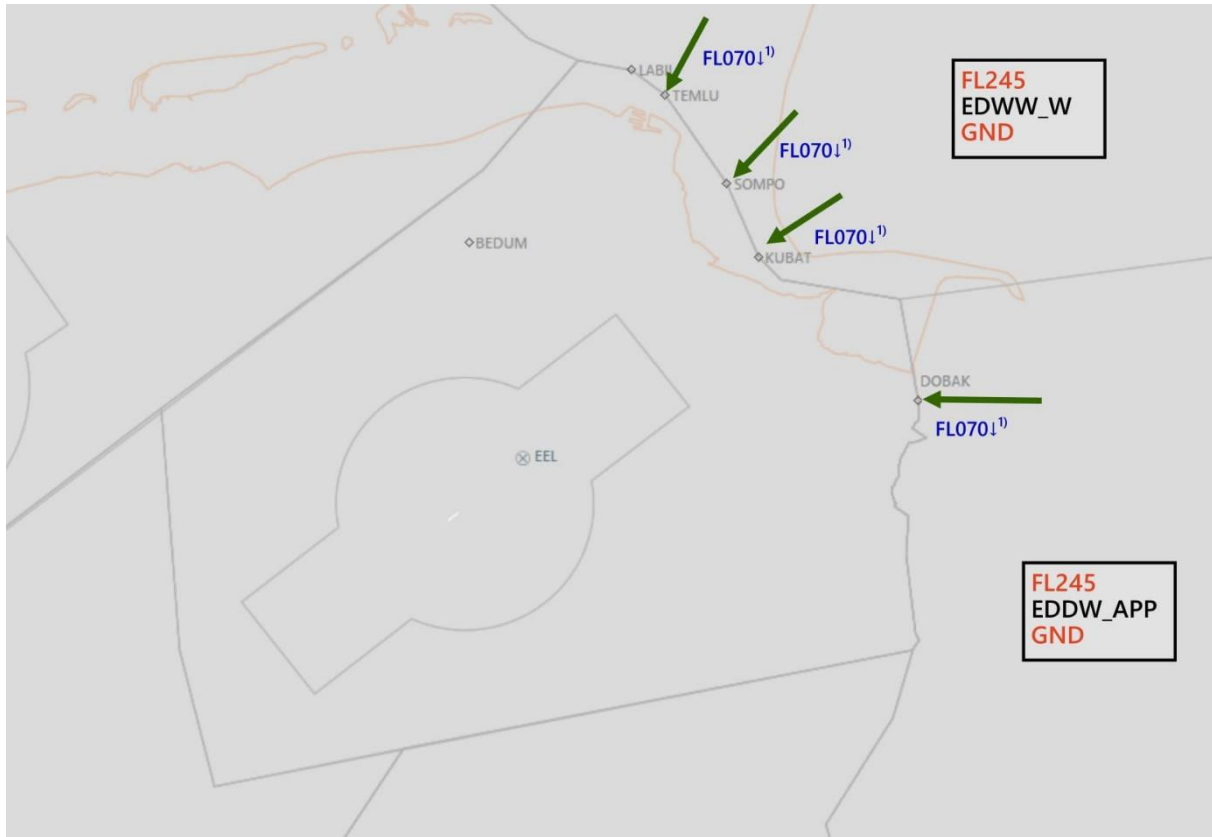 FL070↓¹⁾
LABIL
TEMLU
FL245
EDWW_W
GND
FL070↓¹⁾
SOMPO
FL070↓¹⁾
BEDUM
KUBAT
DOBAK
FL070↓¹⁾
EEL
FL245
EDDW_APP
GND